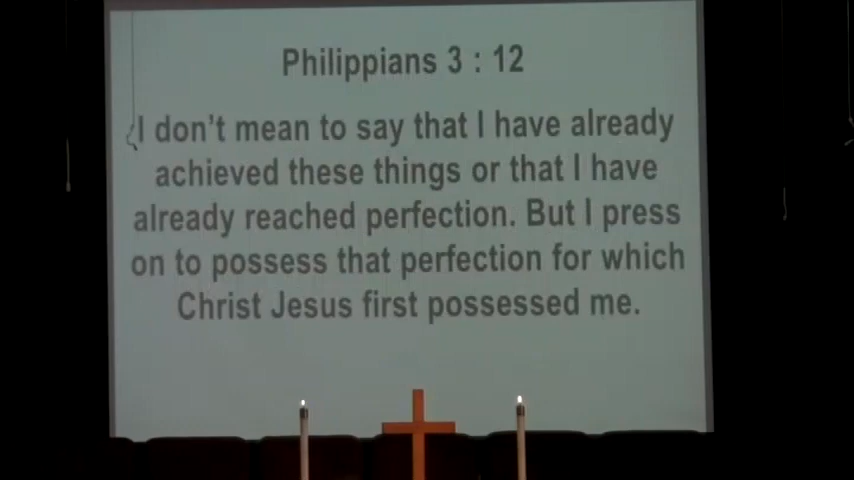 Philippians 3 : 12
I don't mean to say that I have already
achieved these things or that I have
already reached perfection. But I press
on to possess that perfection for which
Christ Jesus first possessed me.